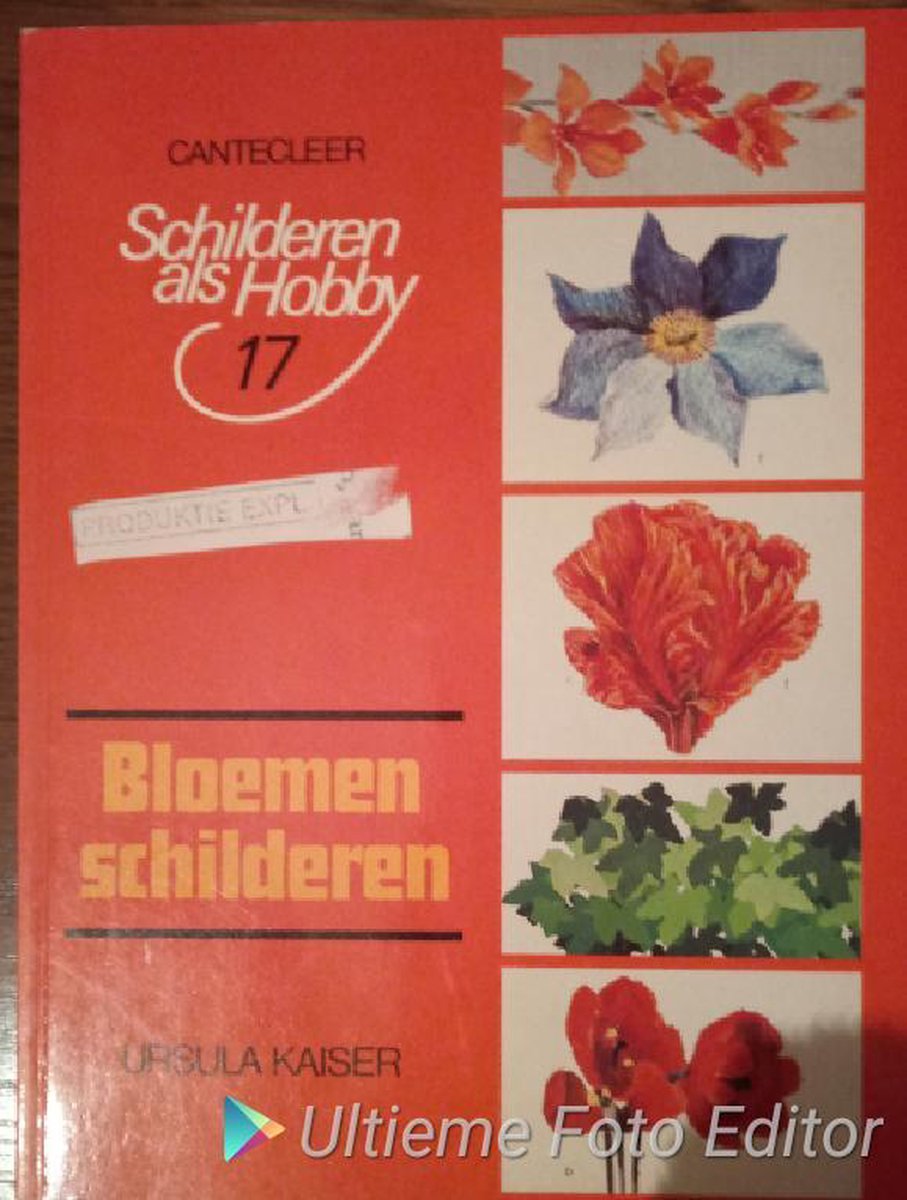 CANTECLEER
Schilderen
als Hobby
17
PRODUKTIE EXPL.
Bloemen
schilderen
URSULA KAISER
Ultieme Foto Editor